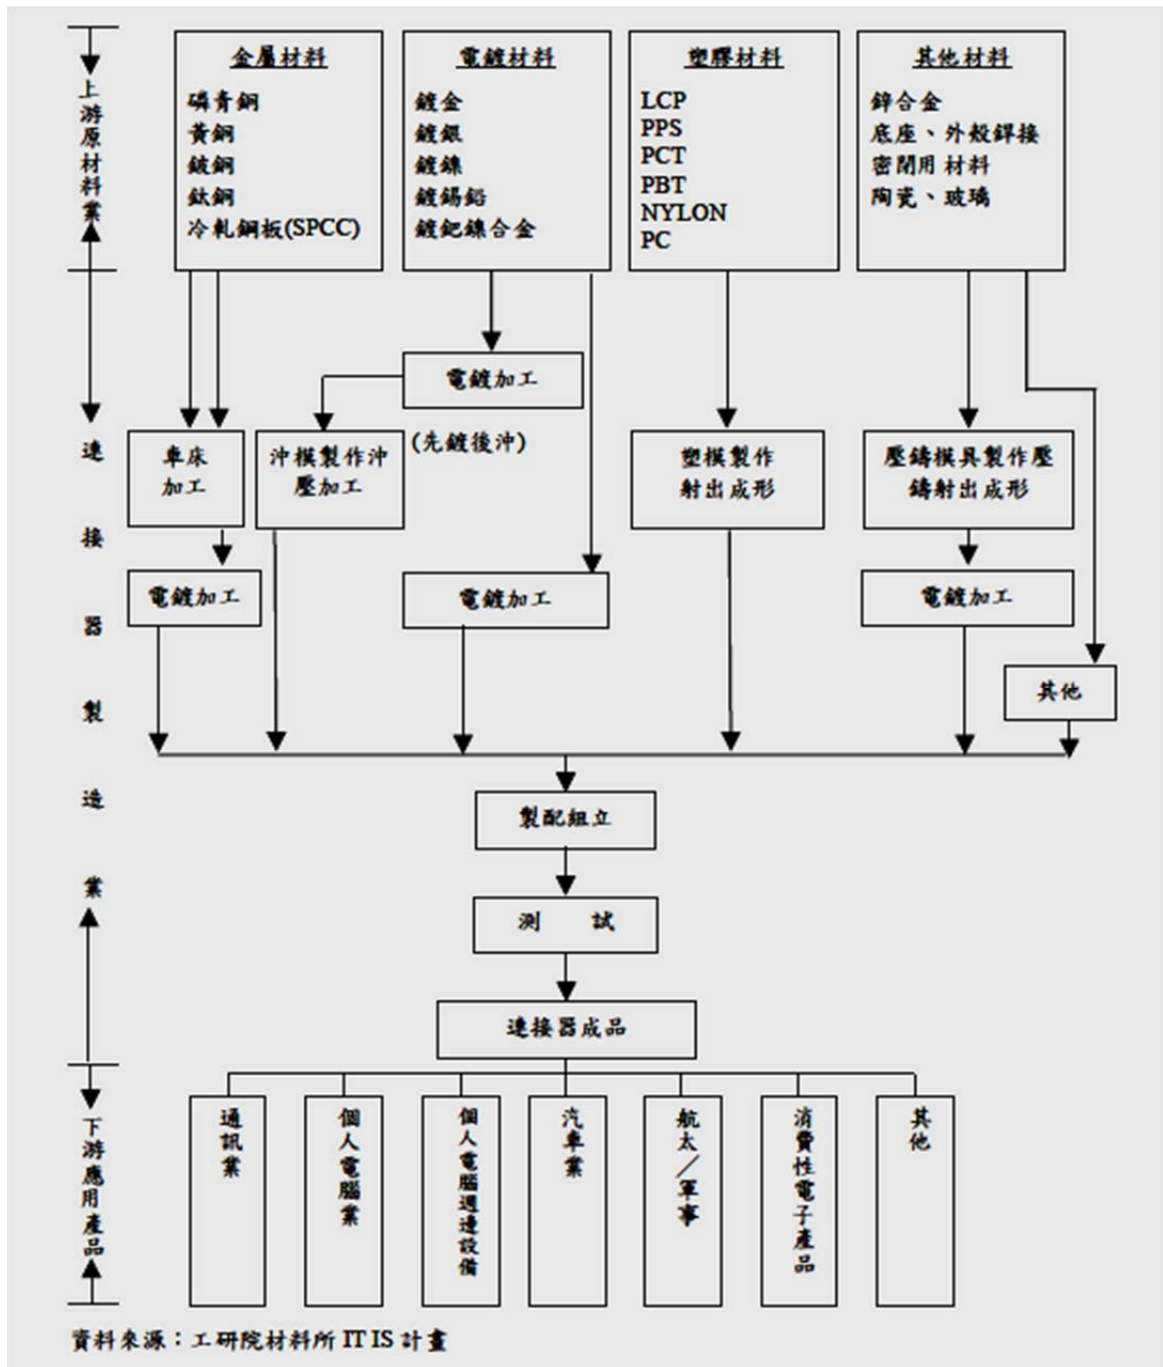 上游原材料業
金屬材料
磷青銅
黃銅
鈹銅
鈦銅
冷軋鋼板(SPCC)
電鍍材料
鍍金
鍍銀
鍍鎳
鍍錫鉛
鍍鈀鎳合金
塑膠材料
LCP
PPS
PCT
PBT
NYLON
PC
其他材料
鋅合金
底座、外殼銲接
密閉用材料
陶瓷、玻璃
連接器製造業
電鍍加工
(先鍍後沖)
車床
加工
沖模製作沖
壓加工
塑模製作
射出成形
壓鑄模具製作壓
鑄射出成形
電鍍加工
電鍍加工
電鍍加工
其他
製配組立
測 試
連接器成品
下游應用產品
通訊業
個人電腦業
個人電腦週邊設備
汽車業
航太／軍事
消費性電子產品
其他
資料來源：工研院材料所 IT IS 計畫